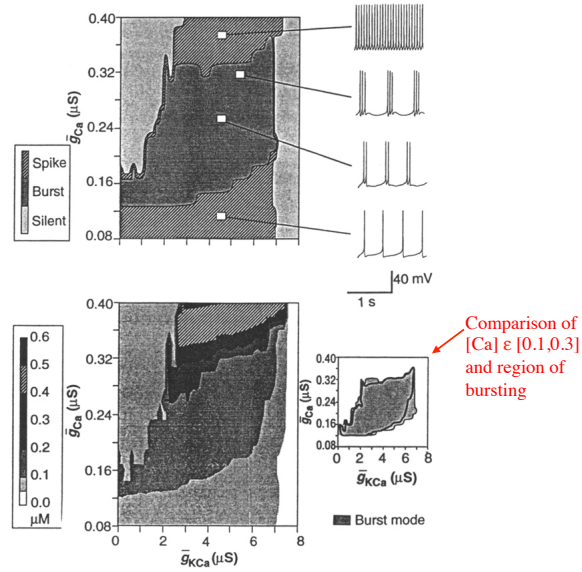 0.40
0.32
0.24
0.16
0.08
ḡCa (μS)
Spike
Burst
Silent
40 mV
1 s
0.6
0.5
0.4
0.3
0.2
0.1
0.0
μM
0.40
0.32
0.24
0.16
0.08
ḡCa (μS)
0 2 4 6 8
ḡKCa (μS)
Comparison of
[Ca] ε [0.1,0.3]
and region of
bursting
0.40
0.32
0.24
0.16
0.08
ḡCa (μS)
0 2 4 6 8
ḡKCa (μS)
Burst mode